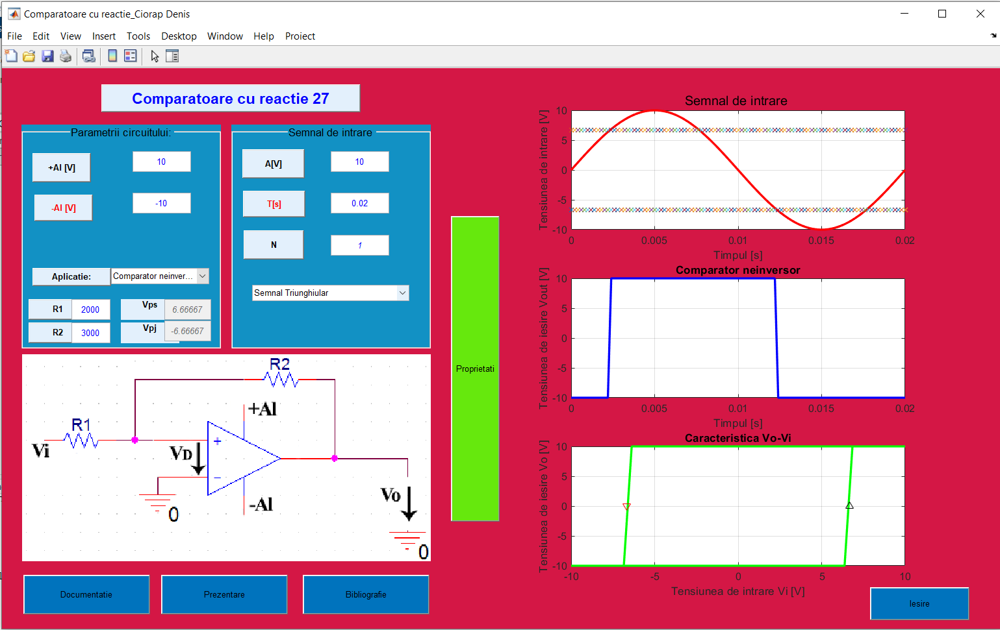 Comparatoare cu reactie_Ciorap Denis
File Edit View Insert Tools Desktop Window Help Proiect
Comparatoare cu reactie 27
Parametrii circuitului:
+Al [V] 10
-Al [V] -10
Aplicatie: Comparator neinver...
R1 2000 Vps 6.66667
R2 3000 Vpj -6.66667
Semnal de intrare
A[V] 10
T[s] 0.02
N 1
Semnal Triunghiular
R2
+Al
R1
Vi
VD
+
-
-Al
0
Vo
0
Proprietati
Documentatie
Prezentare
Bibliografie
Semnal de intrare
Tensiunea de intrare [V]
10
5
0
-5
-10
0 0.005 0.01 0.015 0.02
Timpul [s]
Comparator neinversor
Tensiunea de iesire Vout [V]
10
5
0
-5
-10
0 0.005 0.01 0.015 0.02
Timpul [s]
Caracteristica Vo-Vi
Tensiunea de iesire Vo [V]
10
5
0
-5
-10
-10 -5 0 5 10
Tensiunea de intrare Vi [V]
Iesire